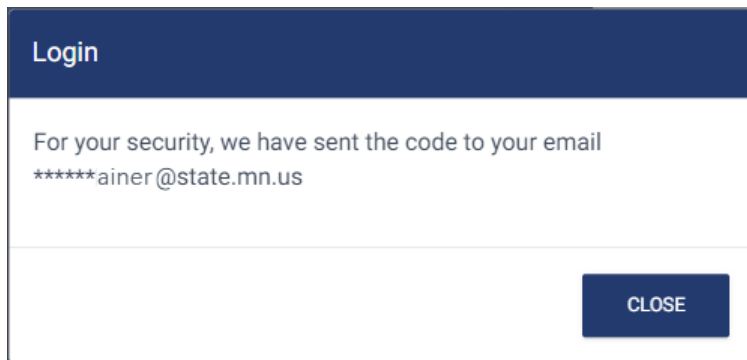 Login
For your security, we have sent the code to your email
******ainer@state.mn.us
CLOSE